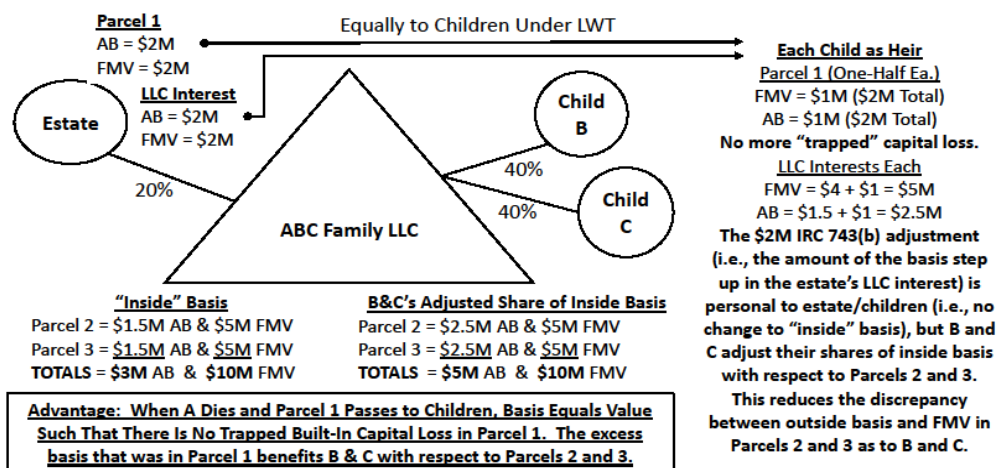 Parcel 1
AB = $2M
FMV = $2M
Equally to Children Under LWT
LLC Interest
AB = $2M
FMV = $2M
Estate
20%
ABC Family LLC
Child
B
40%
Child
C
40%
Each Child as Heir
Parcel 1 (One-Half Ea.)
FMV = $1M ($2M Total)
AB = $1M ($2M Total)
No more “trapped” capital loss.
LLC Interests Each
FMV = $4 + $1 = $5M
AB = $1.5 + $1 = $2.5M
The $2M IRC 743(b) adjustment
(i.e., the amount of the basis step
up in the estate’s LLC interest) is
personal to estate/children (i.e., no
change to “inside” basis), but B and
C adjust their shares of inside basis
with respect to Parcels 2 and 3.
This reduces the discrepancy
between outside basis and FMV in
Parcels 2 and 3 as to B and C.
“Inside” Basis
Parcel 2 = $1.5M AB & $5M FMV
Parcel 3 = $1.5M AB & $5M FMV
TOTALS = $3M AB & $10M FMV
B&C’s Adjusted Share of Inside Basis
Parcel 2 = $2.5M AB & $5M FMV
Parcel 3 = $2.5M AB & $5M FMV
TOTALS = $5M AB & $10M FMV
Advantage: When A Dies and Parcel 1 Passes to Children, Basis Equals Value
Such That There Is No Trapped Built-In Capital Loss in Parcel 1. The excess
basis that was in Parcel 1 benefits B & C with respect to Parcels 2 and 3.